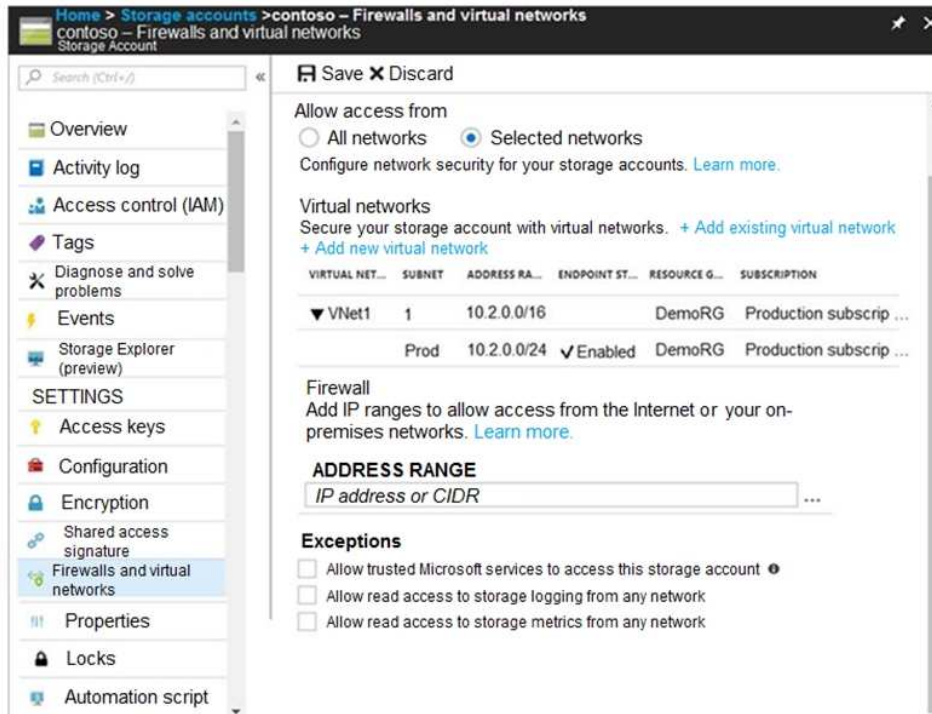 Home > Storage accounts >contoso – Firewalls and virtual networks
contoso – Firewalls and virtual networks
Storage Account
Search (Ctrl+/)
«
Overview
Activity log
Access control (IAM)
Tags
Diagnose and solve
problems
Events
Storage Explorer
(preview)
SETTINGS
Access keys
Configuration
Encryption
Shared access
signature
Firewalls and virtual
networks
Properties
Locks
Automation script
Save Discard
Allow access from
All networks Selected networks
Configure network security for your storage accounts. Learn more.
Virtual networks
Secure your storage account with virtual networks. + Add existing virtual network
+ Add new virtual network
VIRTUAL NET... SUBNET ADDRESS RA... ENDPOINT ST... RESOURCE G... SUBSCRIPTION
VNet1 1 10.2.0.0/16 DemoRG Production subscrip ...
Prod 10.2.0.0/24 Enabled DemoRG Production subscrip ...
Firewall
Add IP ranges to allow access from the Internet or your on-
premises networks. Learn more.
ADDRESS RANGE
IP address or CIDR ...
Exceptions
Allow trusted Microsoft services to access this storage account
Allow read access to storage logging from any network
Allow read access to storage metrics from any network